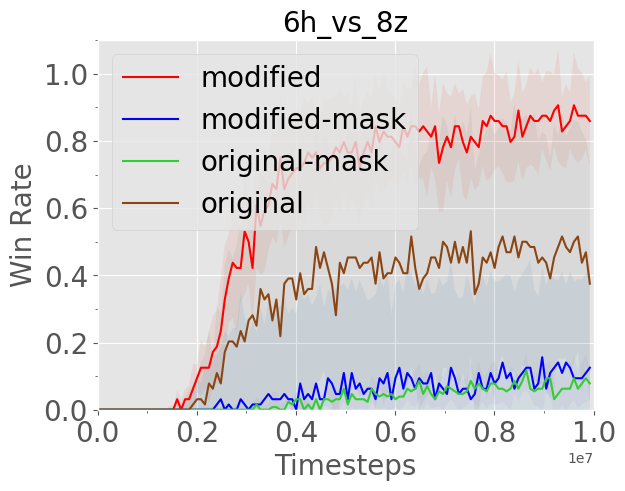 6h_vs_8z
modified
modified-mask
original-mask
original
Win Rate
1.0
0.8
0.6
0.4
0.2
0.0
0.0 0.2 0.4 0.6 0.8 1.0
Timesteps
1e7